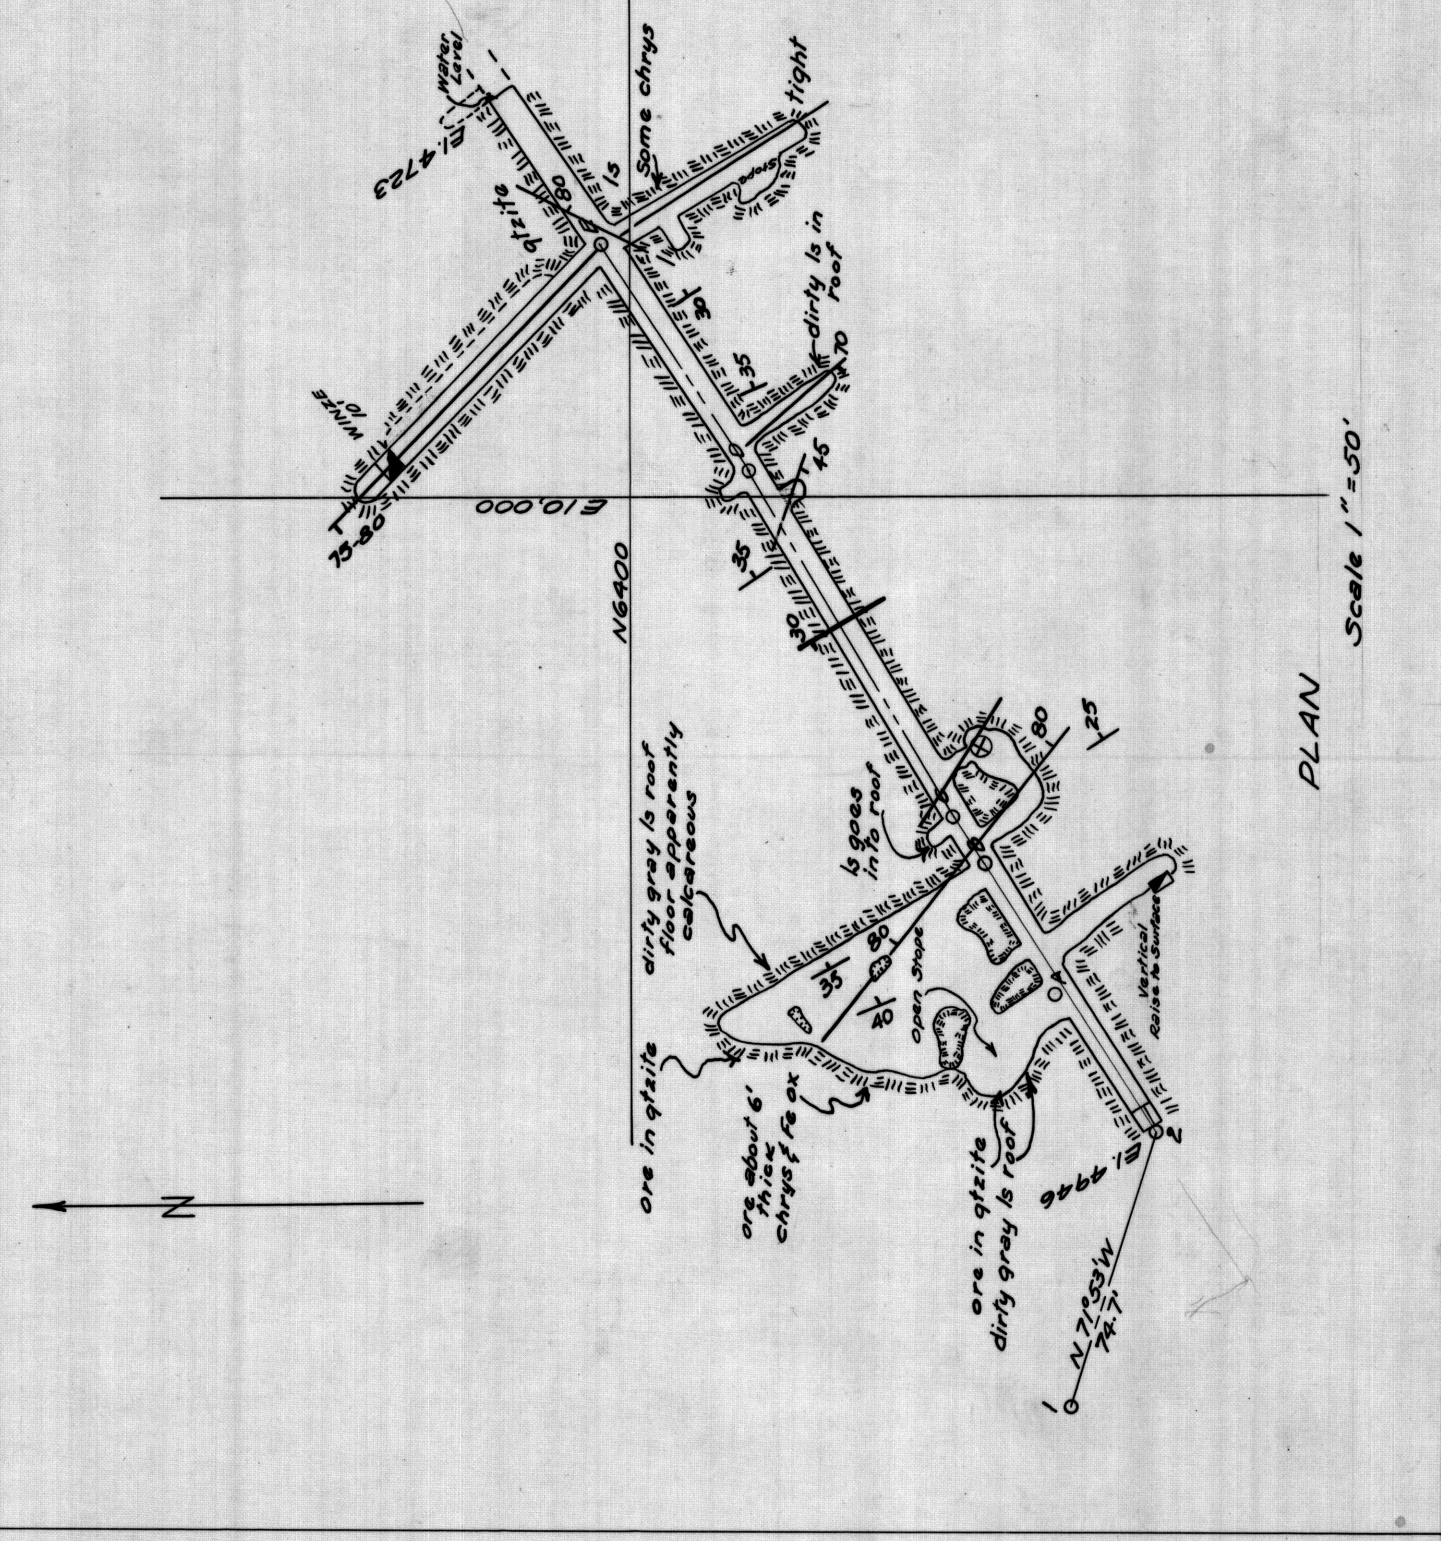 Water
Level
El. 4723
qtzite
80
ls
Some chrys
tight
Stope
30
dirty ls in
roof
70
35
45
WINZE
10'
75-80
E10,000
N6400
35
30
Scale 1" = 50'
PLAN
dirty gray ls roof
floor apparently
calcareous
ls goes
into roof
80
25
80
35
40
Open Stope
Vertical
Raise to Surface
A
ore in qtzite
ore about 6'
thick
chrys & Fe ox
ore in qtzite
dirty gray ls roof
El. 4946
2
N 71°53'W
74.7'
1
N